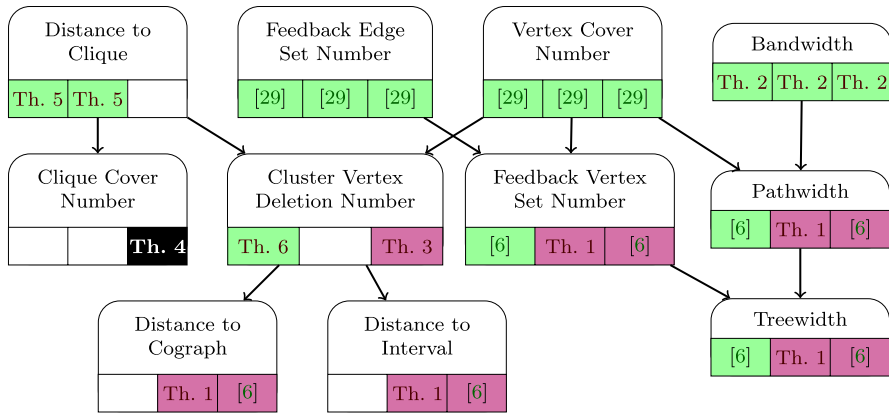 Distance to
Clique
Th. 5 Th. 5
Feedback Edge
Set Number
[29] [29] [29]
Vertex Cover
Number
[29] [29] [29]
Bandwidth
Th. 2 Th. 2 Th. 2
Clique Cover
Number
Th. 4
Cluster Vertex
Deletion Number
Th. 6 Th. 3
Feedback Vertex
Set Number
[6] Th. 1 [6]
Pathwidth
[6] Th. 1 [6]
Distance to
Cograph
Th. 1 [6]
Distance to
Interval
Th. 1 [6]
Treewidth
[6] Th. 1 [6]